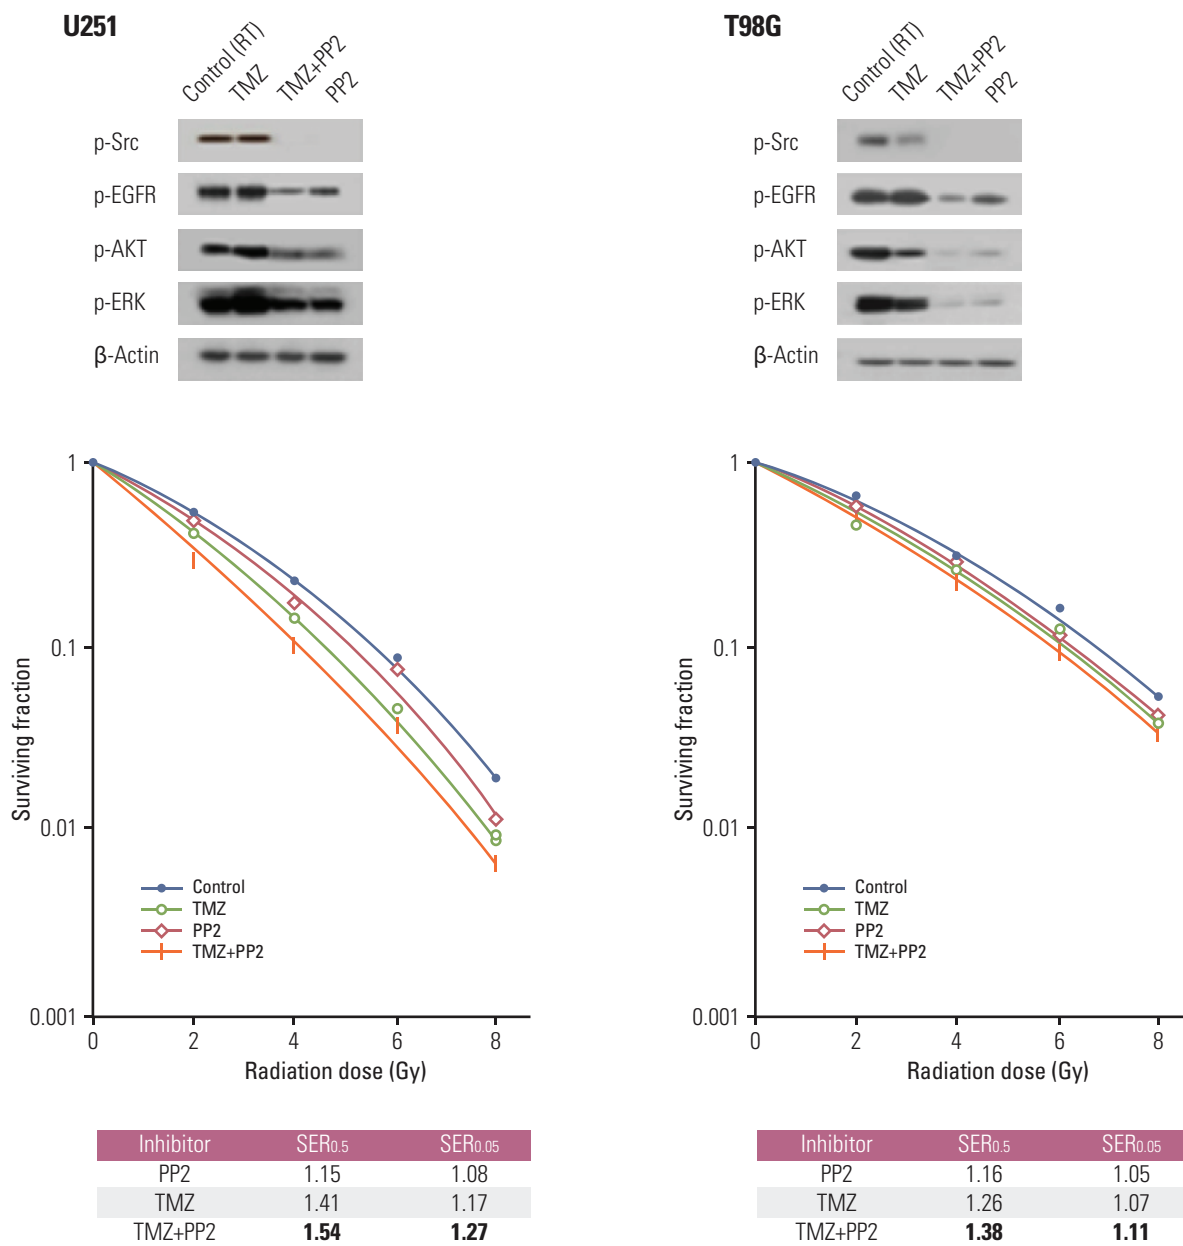 U251
Control (RT)
TMZ
TMZ+PP2
PP2
p-Src
p-EGFR
p-AKT
p-ERK
β-Actin
1
0.1
0.01
0.001
Surviving fraction
Control
TMZ
PP2
TMZ+PP2
0 2 4 6 8
Radiation dose (Gy)
Inhibitor SER0.5 SER0.05
PP2 1.15 1.08
TMZ 1.41 1.17
TMZ+PP2 1.54 1.27
T98G
Control (RT)
TMZ
TMZ+PP2
PP2
p-Src
p-EGFR
p-AKT
p-ERK
β-Actin
1
0.1
0.01
0.001
Surviving fraction
Control
TMZ
PP2
TMZ+PP2
0 2 4 6 8
Radiation dose (Gy)
Inhibitor SER0.5 SER0.05
PP2 1.16 1.05
TMZ 1.26 1.07
TMZ+PP2 1.38 1.11